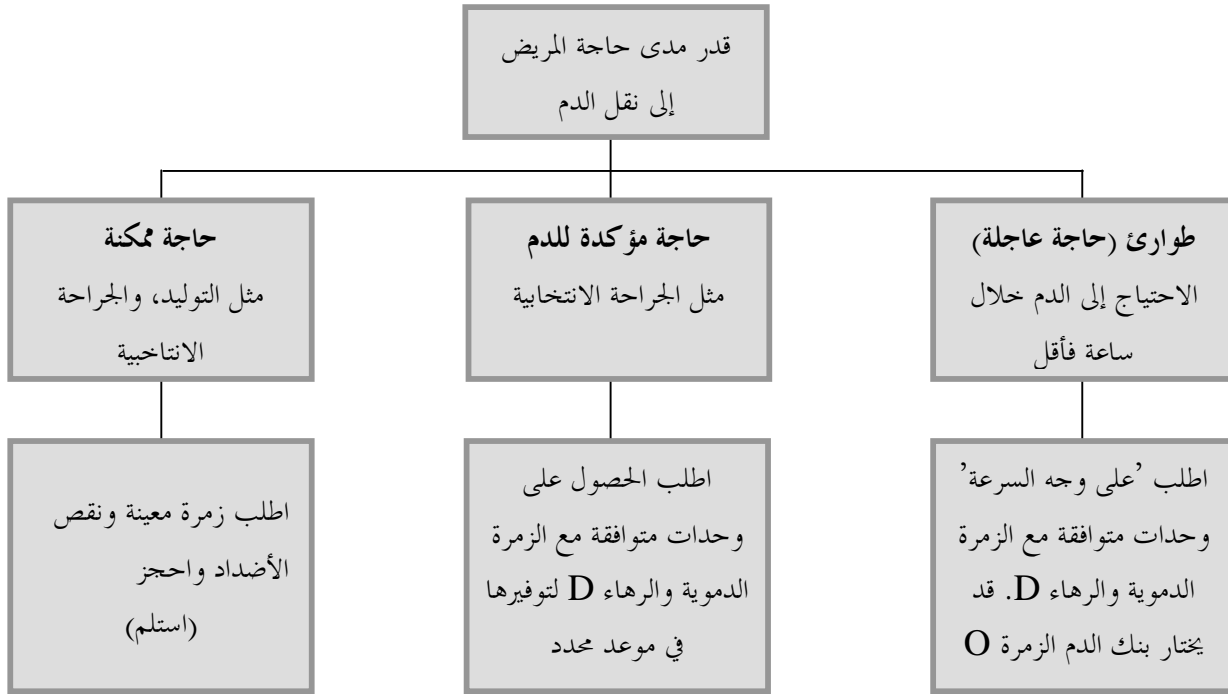 قدر مدى حاجة المريض
إلى نقل الدم
طوارئ (حاجة عاجلة)
الاحتياج إلى الدم خلال
ساعة فأقل
حاجة مؤكدة للدم
مثل الجراحة الانتخابية
حاجة ممكنة
مثل التوليد، والجراحة
الانتاخبية
اطلب ’على وجه السرعة’
وحدات متوافقة مع الزمرة
الدموية والرهاء D. قد
يختار بنك الدم الزمرة O
اطلب الحصول على
وحدات متوافقة مع الزمرة
الدموية والرهاء D لتوفيرها
في موعد محدد
اطلب زمرة معينة ونقص
الأضداد واحجز
(استلم)